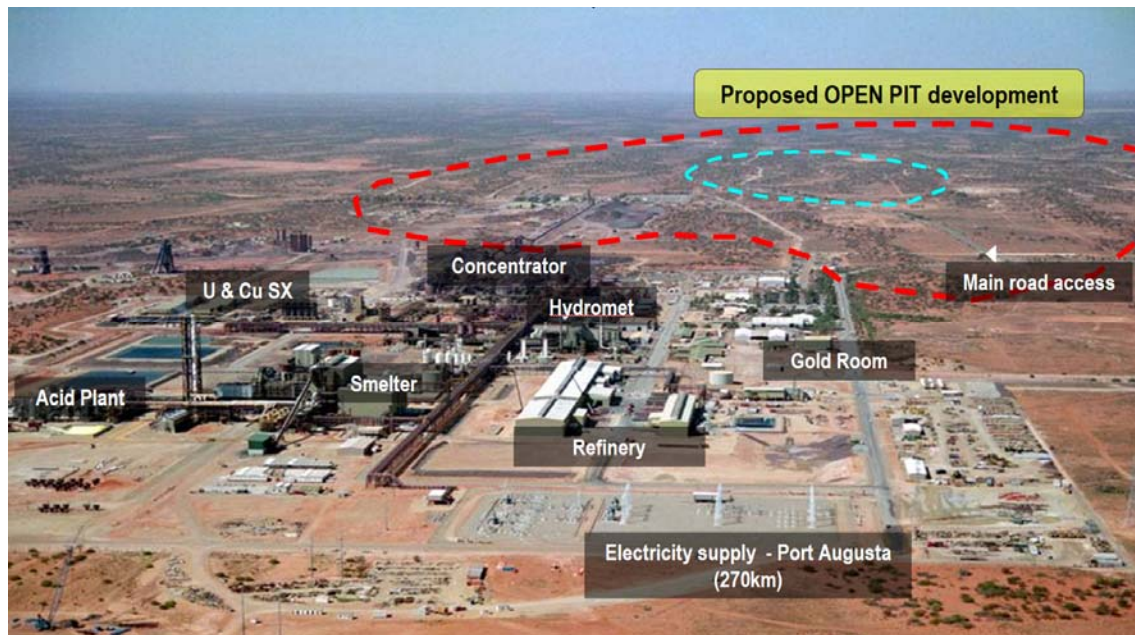 Proposed OPEN PIT development
Concentrator
Main road access
U & Cu SX
Hydromet
Gold Room
Smelter
Acid Plant
Refinery
Electricity supply - Port Augusta
(270km)